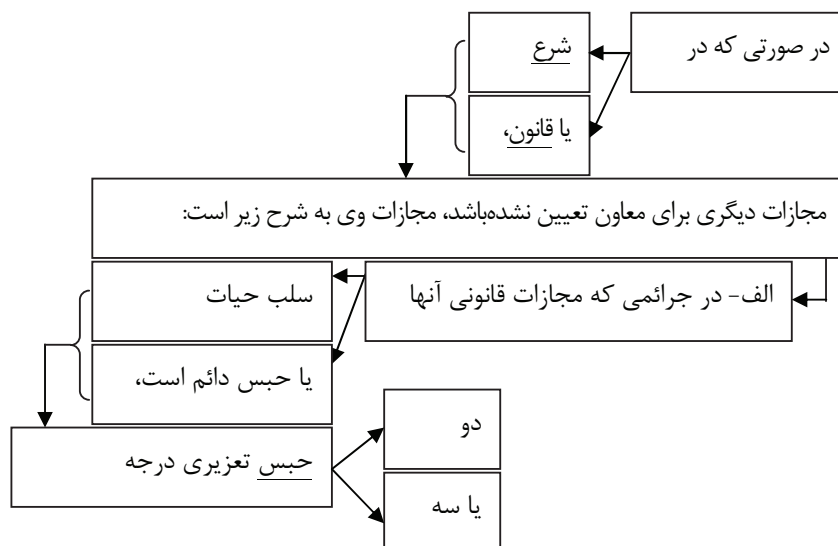 در صورتی که در
شرع
یا قانون،
مجازات دیگری برای معاون تعیین نشده‌باشد، مجازات وی به شرح زیر است:
الف- در جرائمی که مجازات قانونی آنها
سلب حیات
یا حبس دائم است،
حبس تعزیری درجه
دو
یا سه